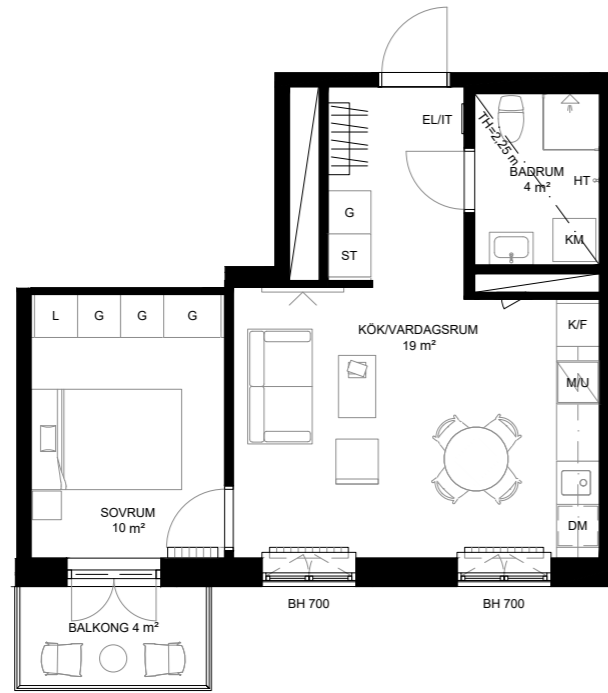 EL/IT
TH=2,25 m
BADRUM
4 m²
HT
G
ST
KM
L
G
G
G
KÖK/VARDAGSRUM
19 m²
K/F
M/U
SOVRUM
10 m²
DM
BH 700
BH 700
BALKONG 4 m²